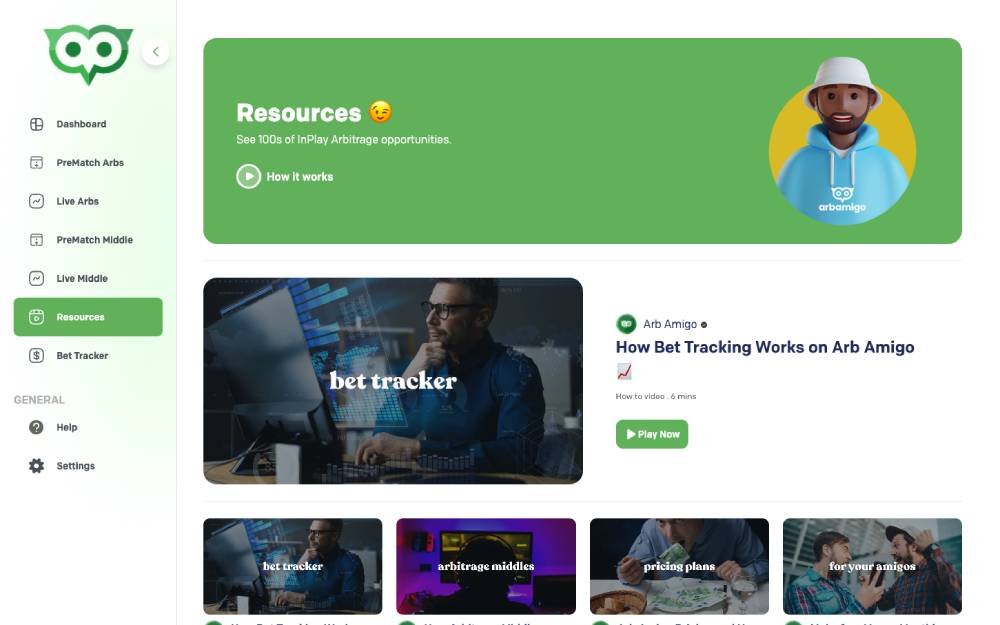 Dashboard
PreMatch Arbs
Live Arbs
PreMatch Middle
Live Middle
Resources
Bet Tracker
GENERAL
Help
Settings
Resources 😉
See 100s of InPlay Arbitrage opportunities.
How it works
arbamigo
bet tracker
Arb Amigo
How Bet Tracking Works on Arb Amigo
📈
How to video . 6 mins
Play Now
bet tracker
arbitrage middles
pricing plans
for your amigos